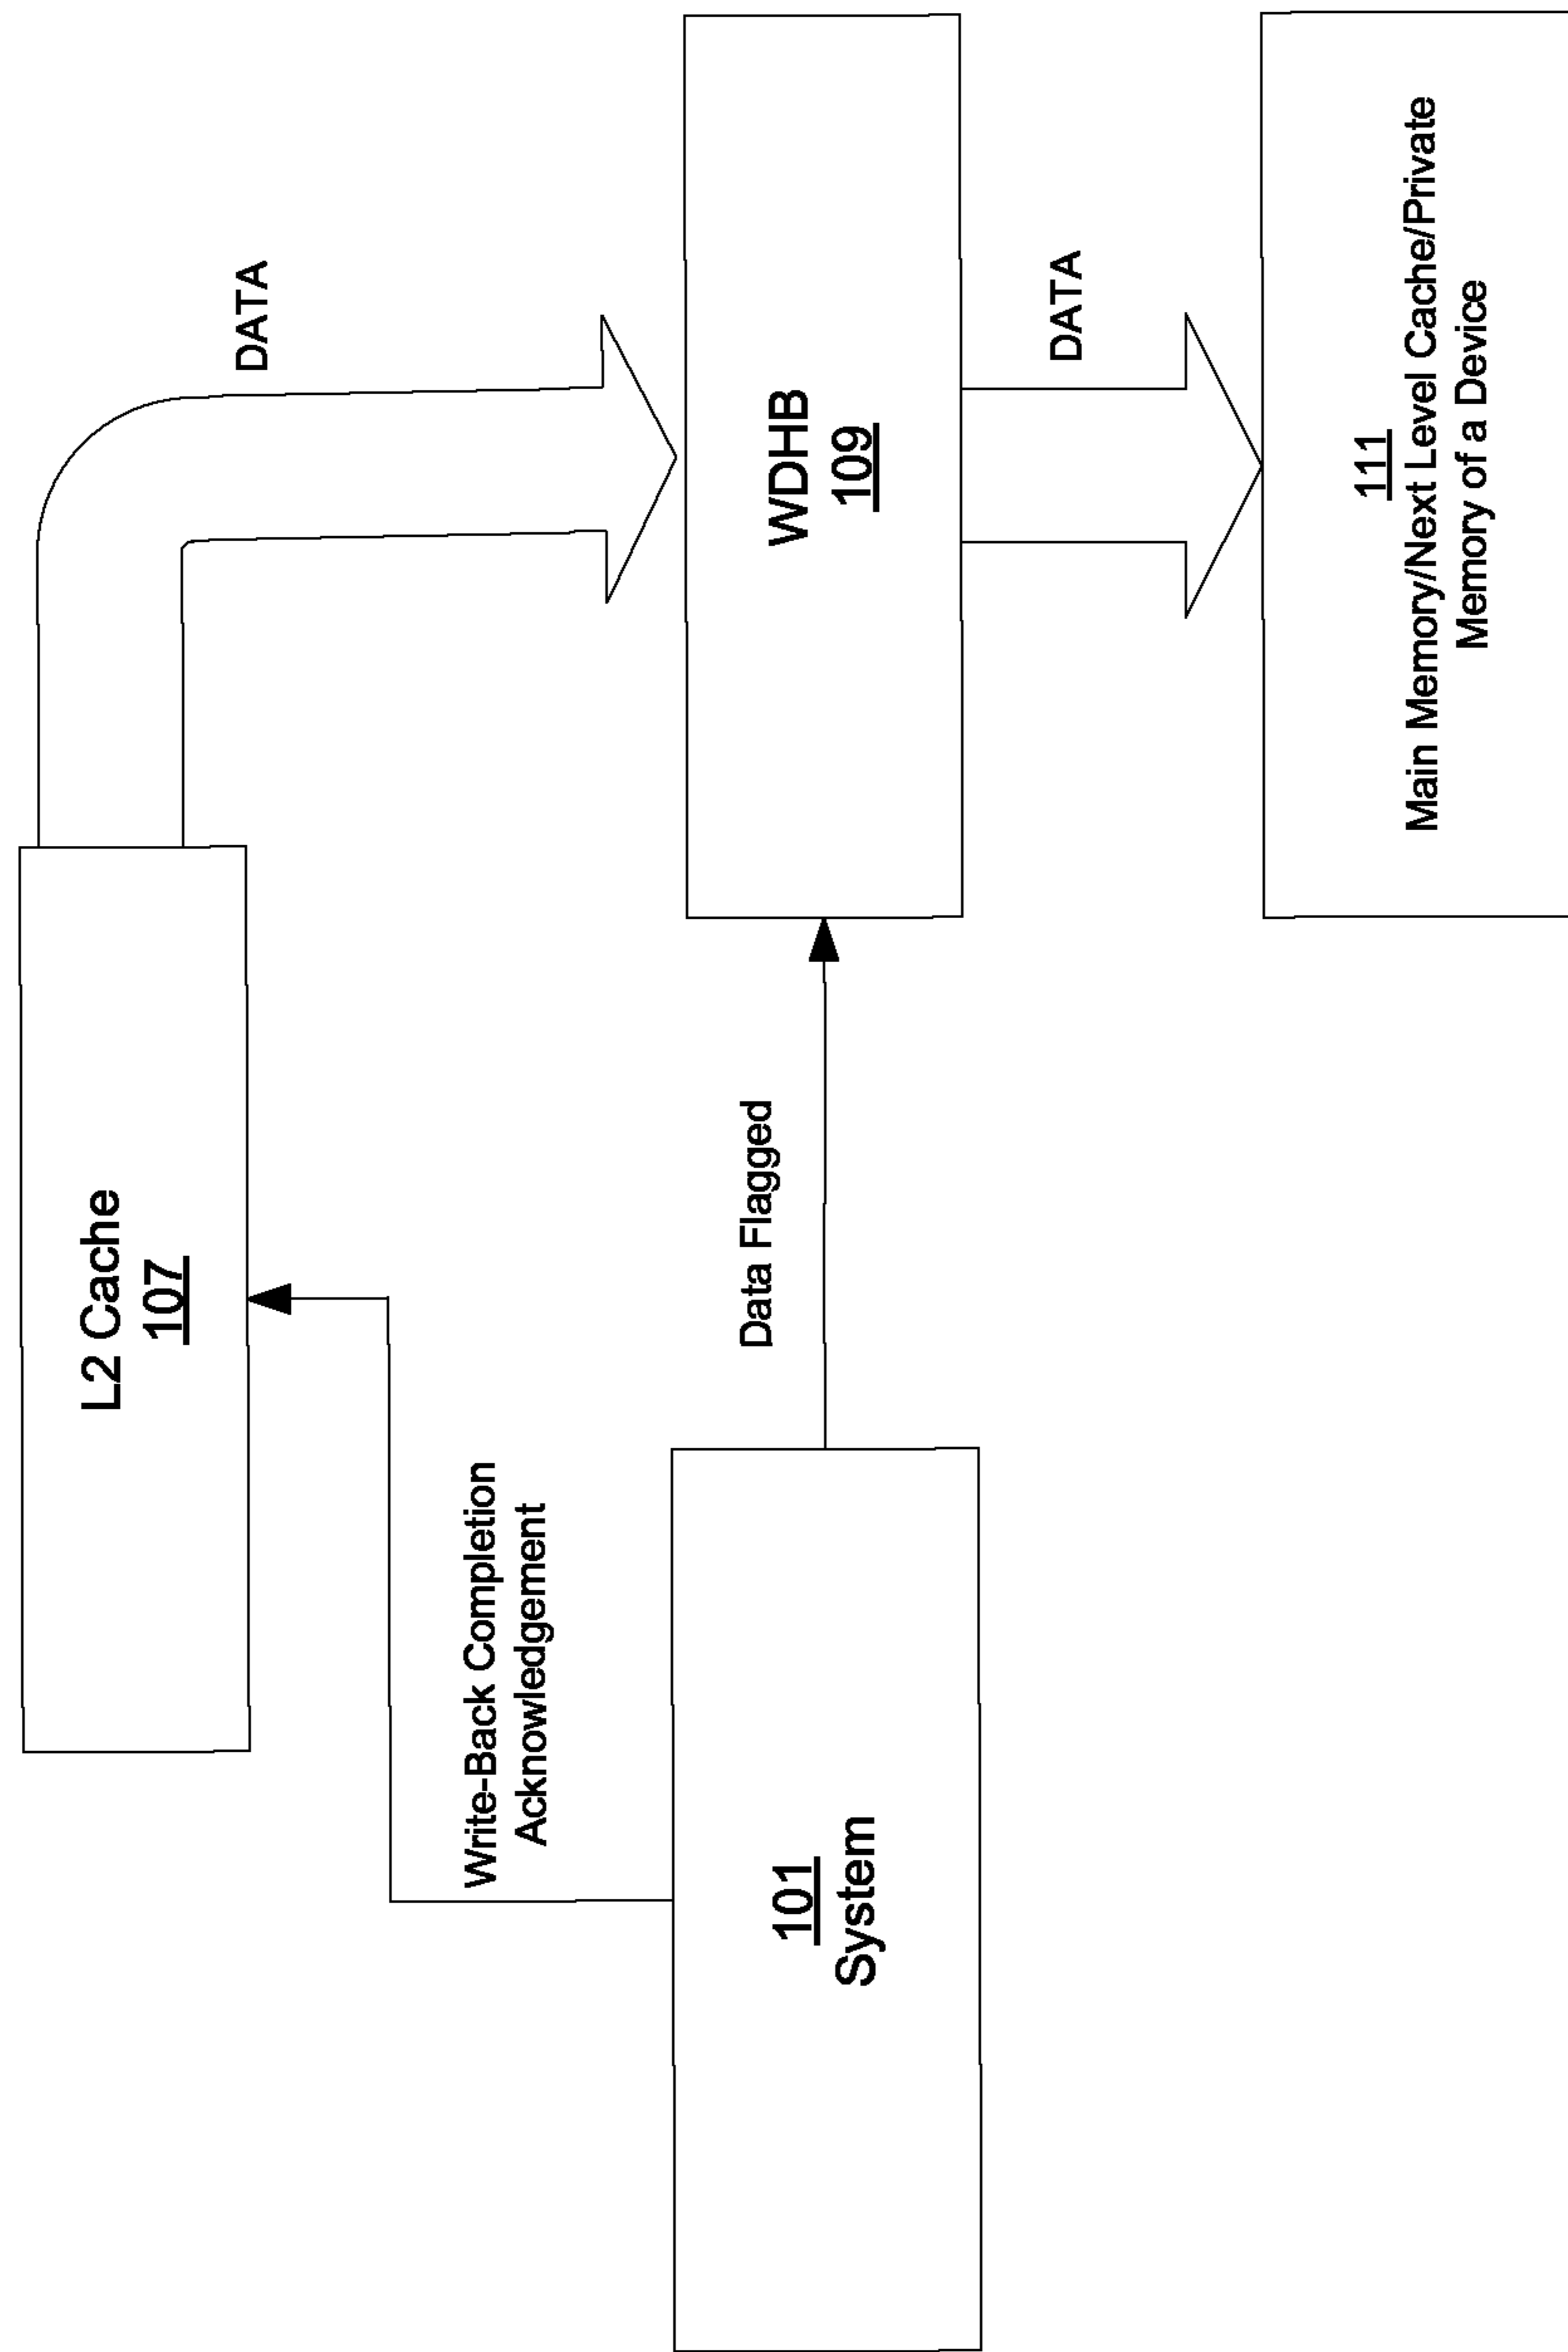 L2 Cache
107
DATA
Write-Back Completion
Acknowledgement
101
System
Data Flagged
WDHB
109
DATA
111
Main Memory/Next Level Cache/Private
Memory of a Device